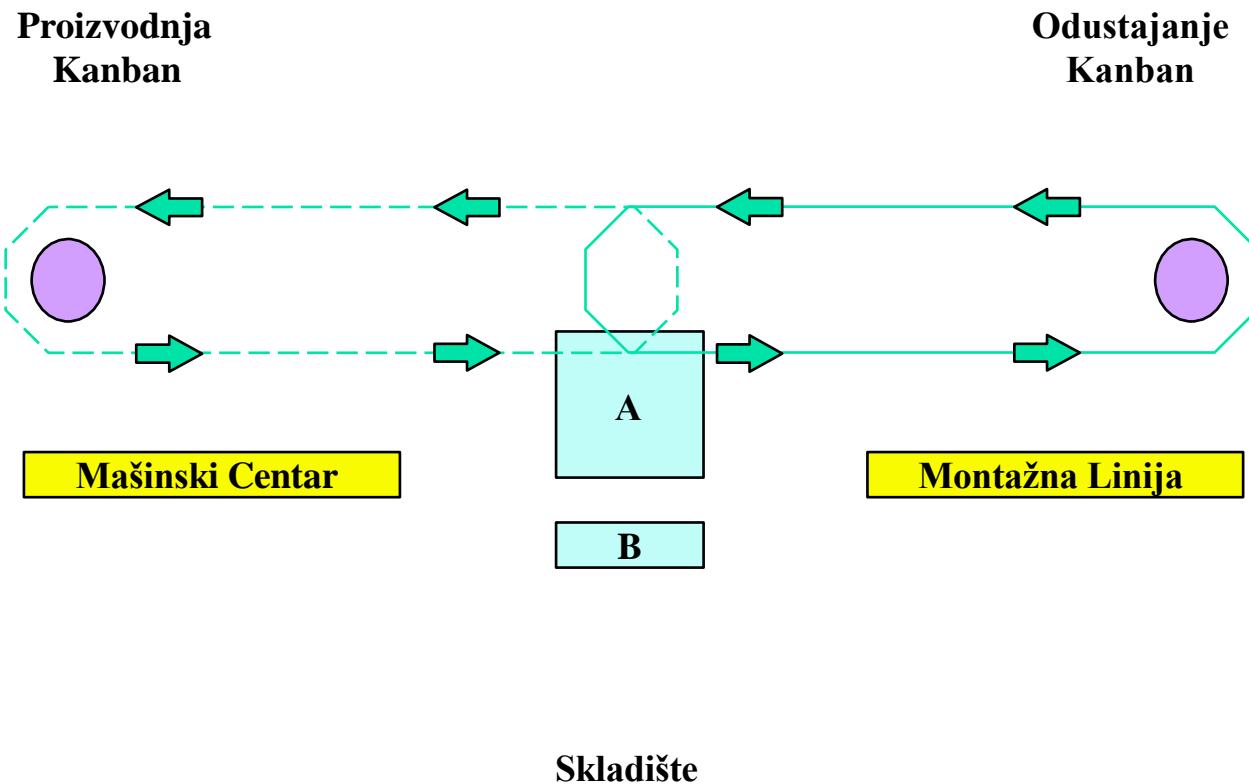 Proizvodnja
Kanban
Odustajanje
Kanban
A
Mašinski Centar
Montažna Linija
B
Skladište